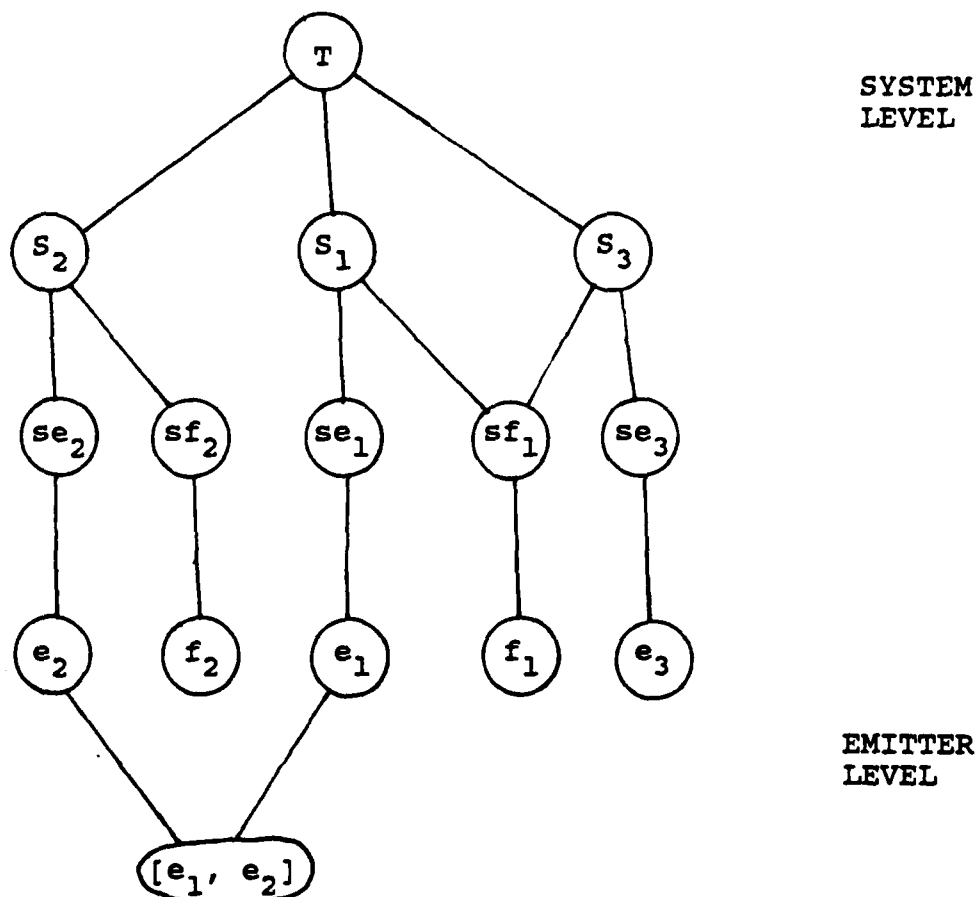 T
SYSTEM
LEVEL
S₂ S₁ S₃
se₂ sf₂ se₁ sf₁ se₃
e₂ f₂ e₁ f₁ e₃
EMITTER
LEVEL
[e₁, e₂]